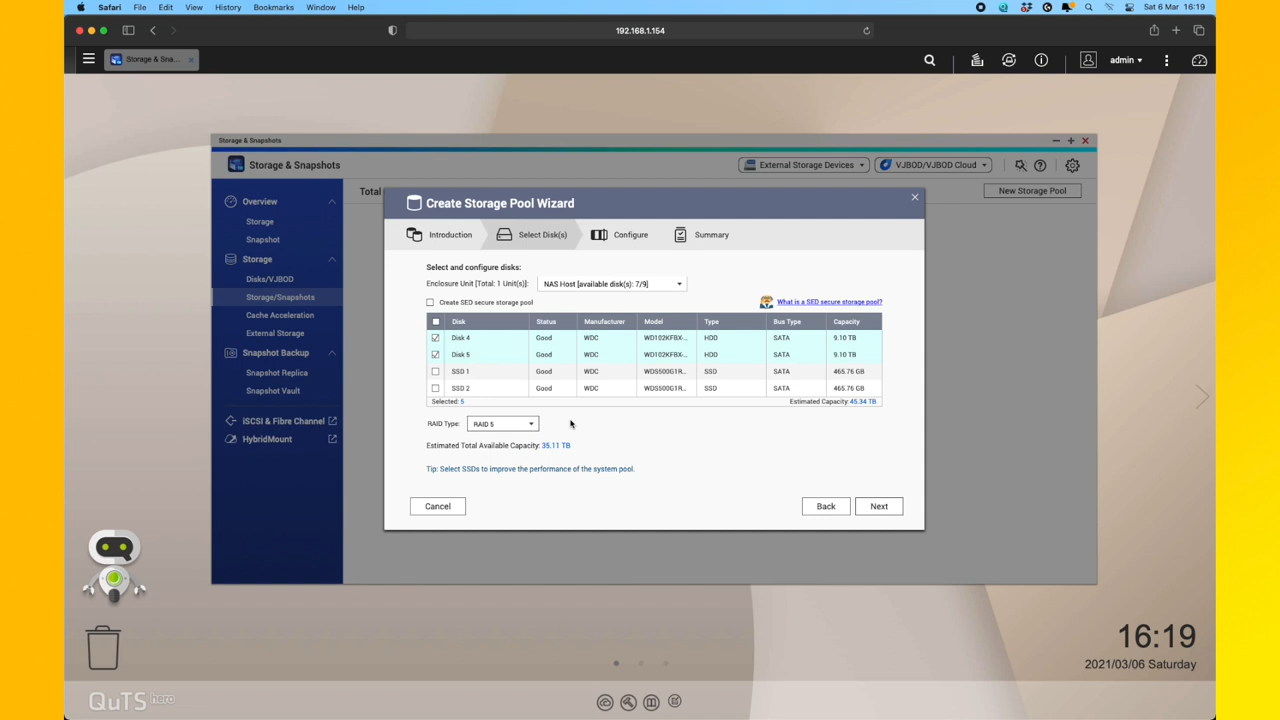 Safari File Edit View History Bookmarks Window Help Sat 6 Mar 16:19
192.168.1.154
Storage & Sna... × admin
Storage & Snapshots
Storage & Snapshots External Storage Devices VJBOD/VJBOD Cloud
Total New Storage Pool
Overview
Storage
Snapshot
Storage
Disks/VJBOD
Storage/Snapshots
Cache Acceleration
External Storage
Snapshot Backup
Snapshot Replica
Snapshot Vault
iSCSI & Fibre Channel
HybridMount
Create Storage Pool Wizard
Introduction Select Disk(s) Configure Summary
Select and configure disks:
Enclosure Unit [Total: 1 Unit(s)]: NAS Host [available disk(s): 7/9]
Create SED secure storage pool What is a SED secure storage pool?
Disk Status Manufacturer Model Type Bus Type Capacity
Disk 4 Good WDC WD102KFBX-... HDD SATA 9.10 TB
Disk 5 Good WDC WD102KFBX-... HDD SATA 9.10 TB
SSD 1 Good WDC WDS500G1R... SSD SATA 465.76 GB
SSD 2 Good WDC WDS500G1R... SSD SATA 465.76 GB
Selected: 5 Estimated Capacity: 45.34 TB
RAID Type: RAID 5
Estimated Total Available Capacity: 35.11 TB
Tip: Select SSDs to improve the performance of the system pool.
Cancel Back Next
16:19
2021/03/06 Saturday
QuTS hero